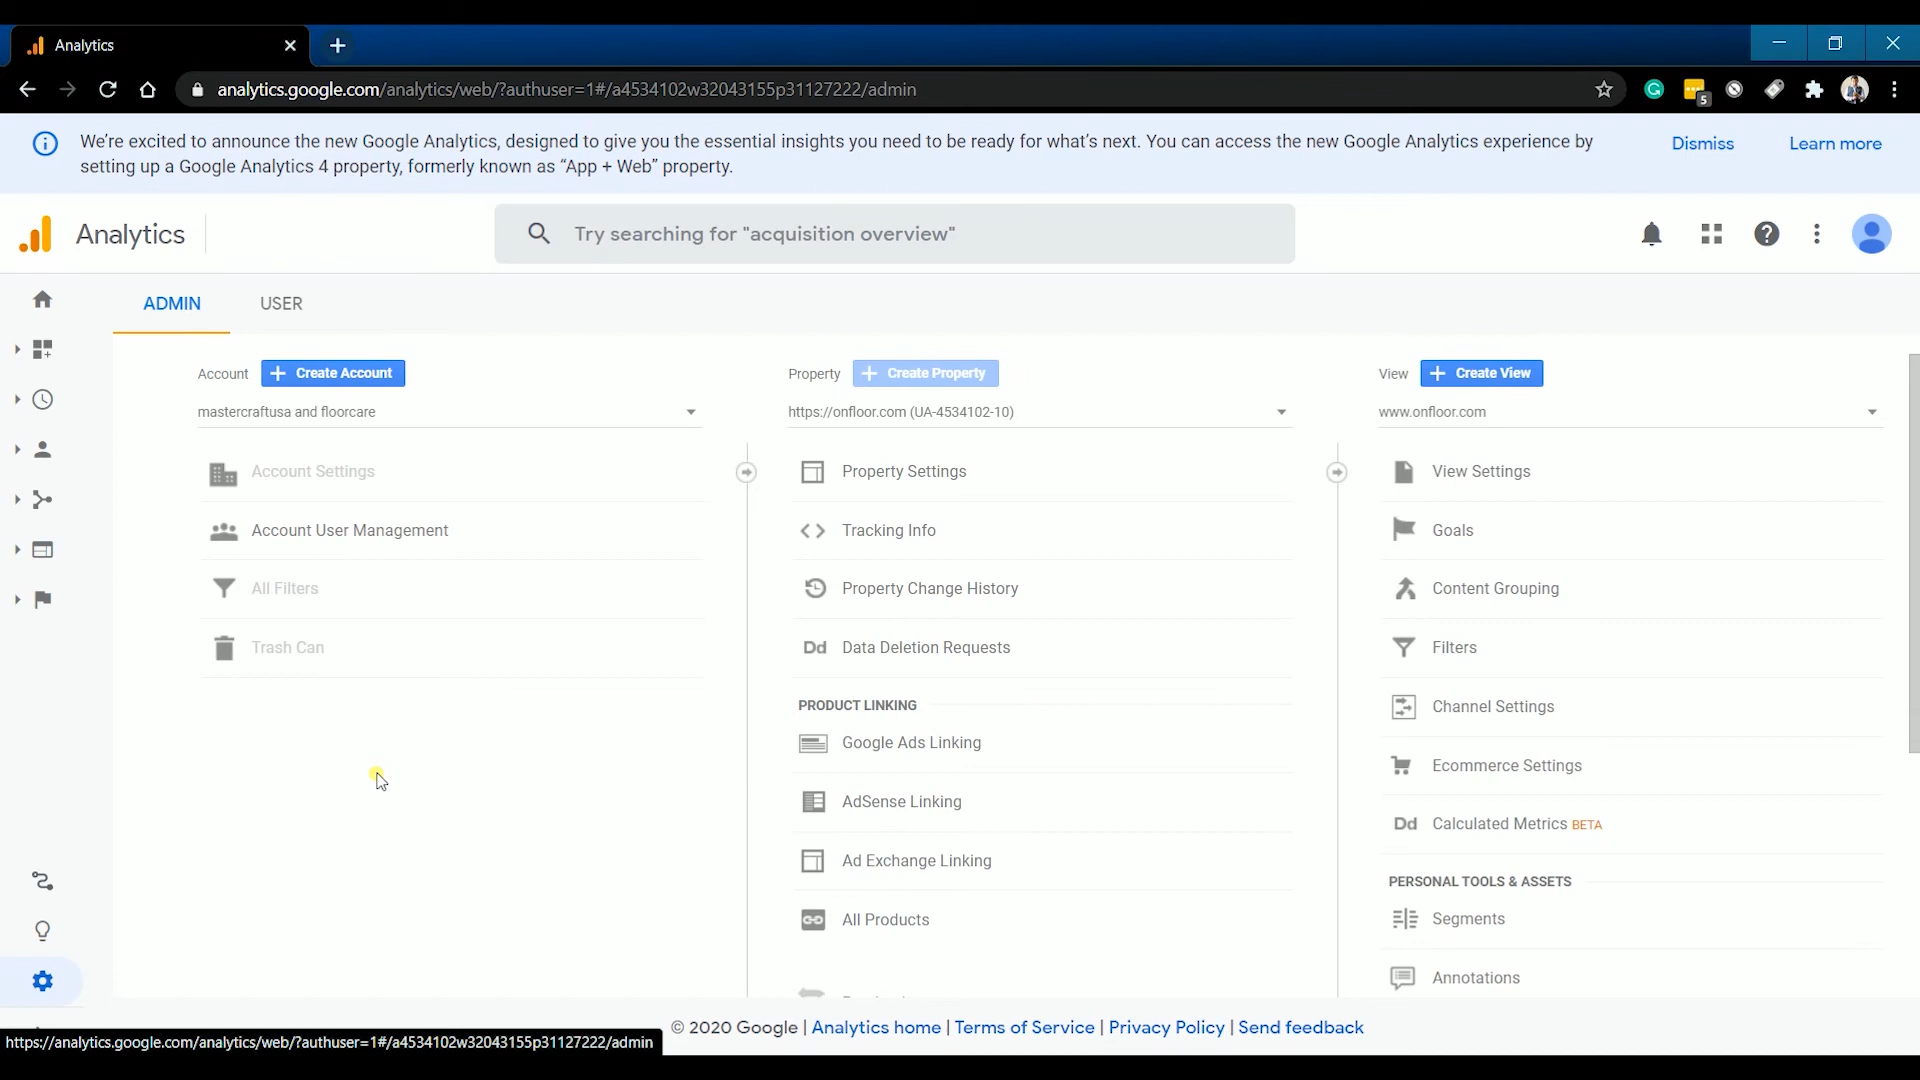 Analytics
analytics.google.com/analytics/web/?authuser=1#/a4534102w32043155p31127222/admin
5
We're excited to announce the new Google Analytics, designed to give you the essential insights you need to be ready for what's next. You can access the new Google Analytics experience by
setting up a Google Analytics 4 property, formerly known as “App + Web” property.
Dismiss
Learn more
Analytics
Try searching for "acquisition overview"
ADMIN
USER
Account
Create Account
mastercraftusa and floorcare
Account Settings
Account User Management
All Filters
Trash Can
Property
Create Property
https://onfloor.com (UA-4534102-10)
Property Settings
Tracking Info
Property Change History
Dd Data Deletion Requests
PRODUCT LINKING
Google Ads Linking
AdSense Linking
Ad Exchange Linking
All Products
View
Create View
www.onfloor.com
View Settings
Goals
Content Grouping
Filters
Channel Settings
Ecommerce Settings
Dd Calculated Metrics BETA
PERSONAL TOOLS & ASSETS
Segments
Annotations
© 2020 Google | Analytics home | Terms of Service | Privacy Policy | Send feedback
https://analytics.google.com/analytics/web/?authuser=1#/a4534102w32043155p31127222/admin